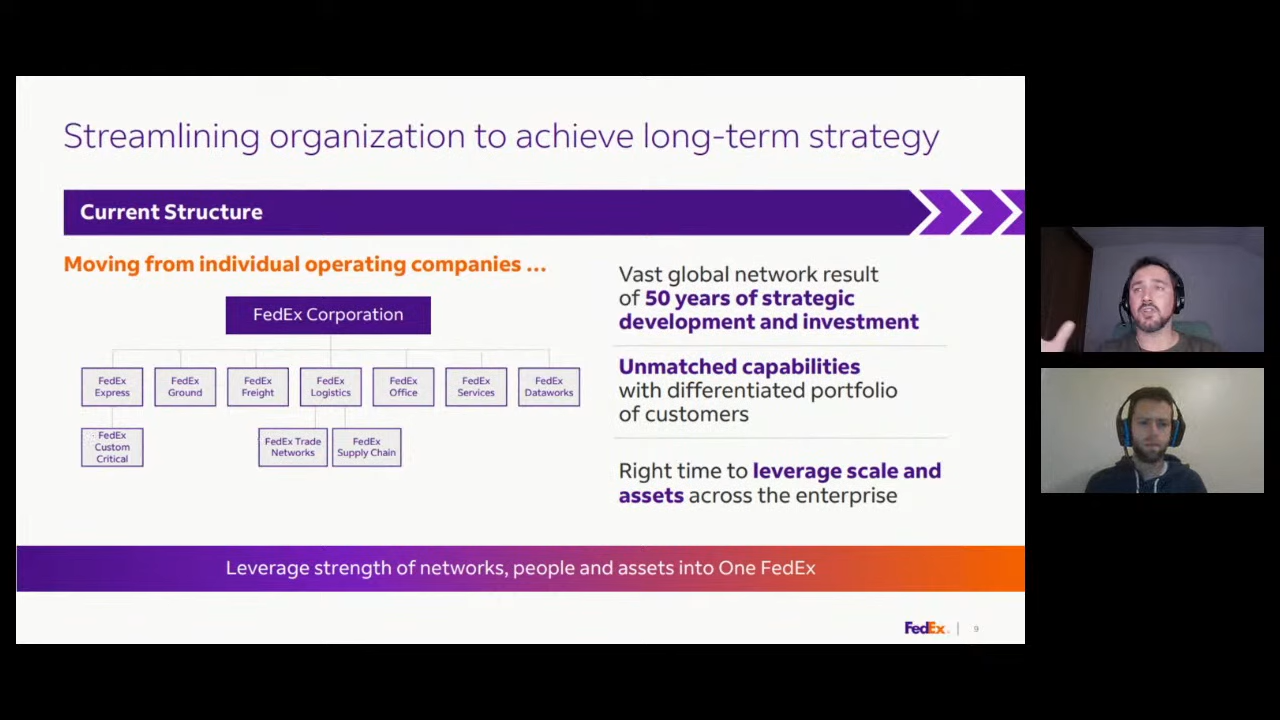 Streamlining organization to achieve long-term strategy
Current Structure
Moving from individual operating companies ...
FedEx Corporation
FedEx
Express
FedEx
Ground
FedEx
Freight
FedEx
Logistics
FedEx
Office
FedEx
Services
FedEx
Dataworks
FedEx
Custom
Critical
FedEx Trade
Networks
FedEx
Supply Chain
Vast global network result
of 50 years of strategic
development and investment
Unmatched capabilities
with differentiated portfolio
of customers
Right time to leverage scale and
assets across the enterprise
Leverage strength of networks, people and assets into One FedEx
FedEx
9